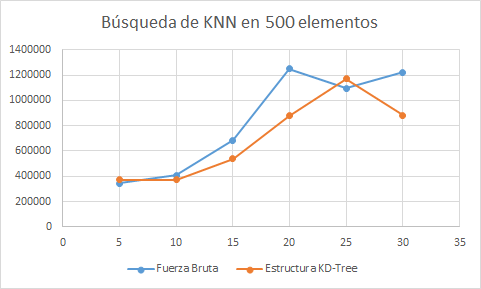 Búsqueda de KNN en 500 elementos
1400000
1200000
1000000
800000
600000
400000
200000
0
0 5 10 15 20 25 30 35
Fuerza Bruta Estructura KD-Tree